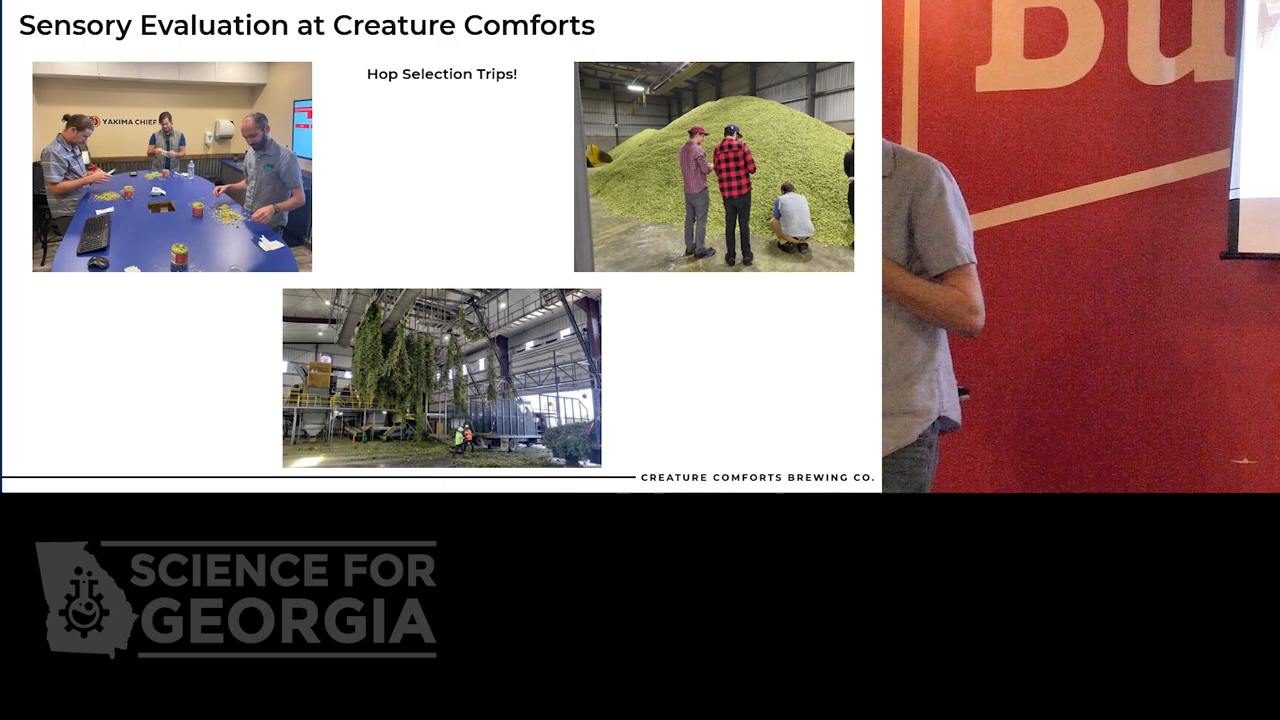 Sensory Evaluation at Creature Comforts
Hop Selection Trips!
YAKIMA CHIEF
Bu
CREATURE COMFORTS BREWING CO.
SCIENCE FOR
GEORGIA